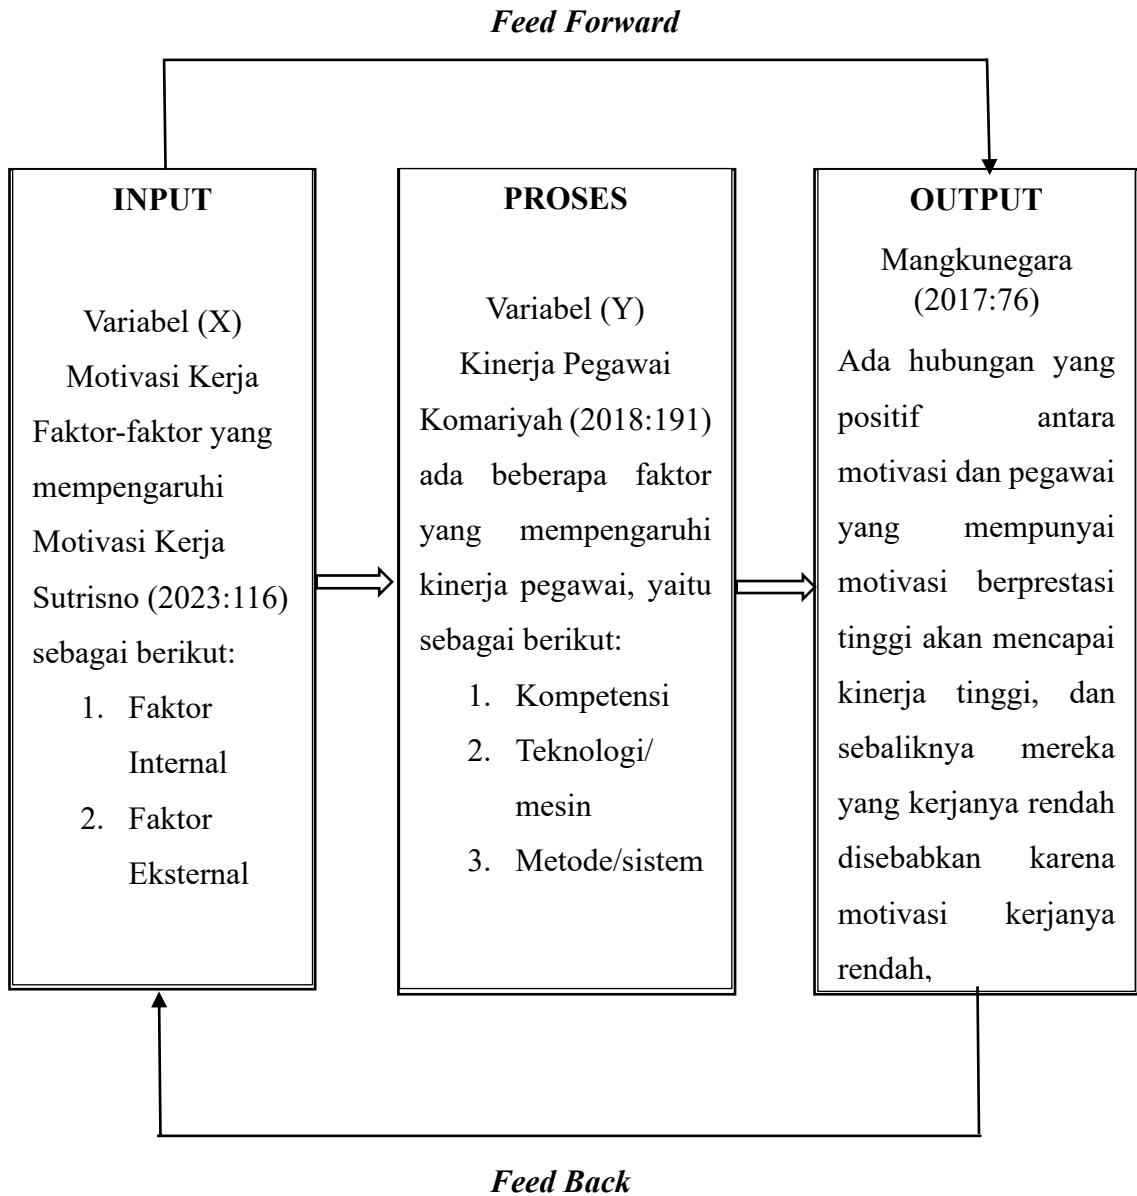 Feed Forward
INPUT
Variabel (X)
Motivasi Kerja
Faktor-faktor yang
mempengaruhi
Motivasi Kerja
Sutrisno (2023:116)
sebagai berikut:
1. Faktor
Internal
2. Faktor
Eksternal
PROSES
Variabel (Y)
Kinerja Pegawai
Komariyah (2018:191)
ada beberapa faktor
yang mempengaruhi
kinerja pegawai, yaitu
sebagai berikut:
1. Kompetensi
2. Teknologi/
mesin
3. Metode/sistem
OUTPUT
Mangkunegara
(2017:76)
Ada hubungan yang
positif antara
motivasi dan pegawai
yang mempunyai
motivasi berprestasi
tinggi akan mencapai
kinerja tinggi, dan
sebaliknya mereka
yang kerjanya rendah
disebabkan karena
motivasi kerjanya
rendah,
Feed Back